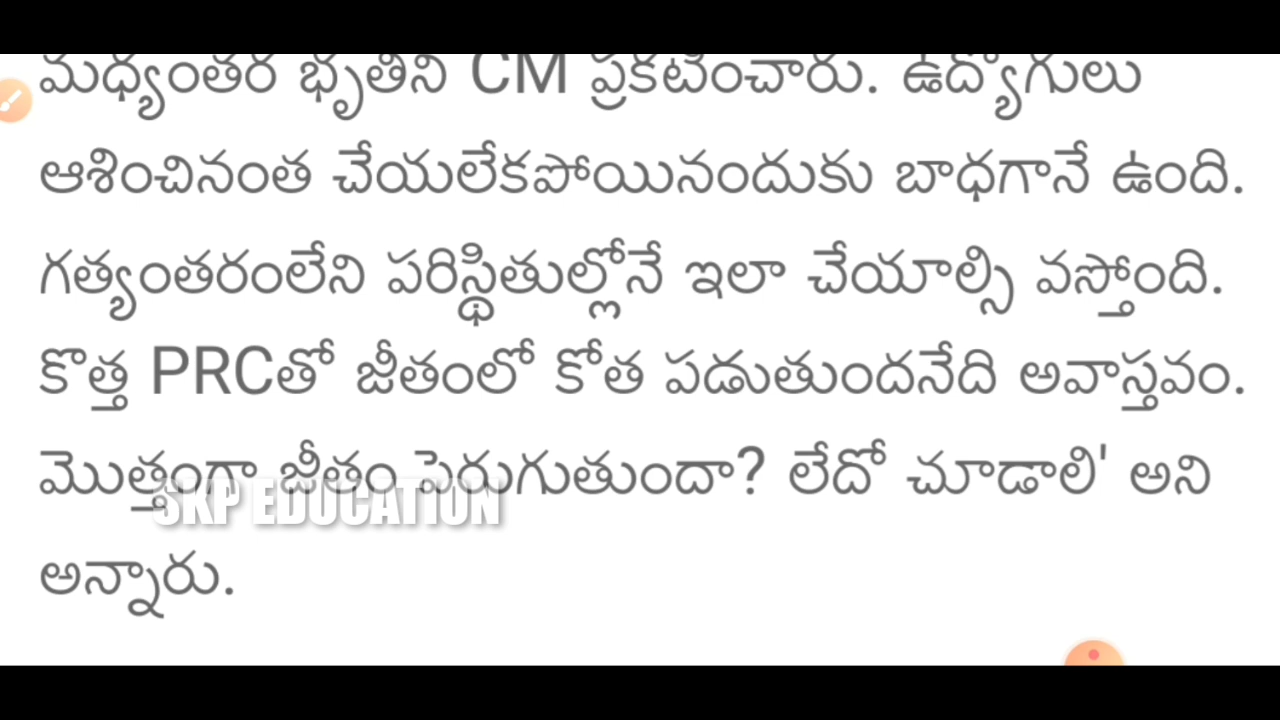 మధ్యంతర భృతిని CM ప్రకటించారు. ఉద్యోగులు
ఆశించినంత చేయలేకపోయినందుకు బాధగానే ఉంది.
గత్యంతరంలేని పరిస్థితుల్లోనే ఇలా చేయాల్సి వస్తోంది.
కొత్త PRCతో జీతంలో కోత పడుతుందనేది అవాస్తవం.
మొత్తంగా జీతం పెరుగుతుందా? లేదో చూడాలి' అని
SKP EDUCATION
అన్నారు.